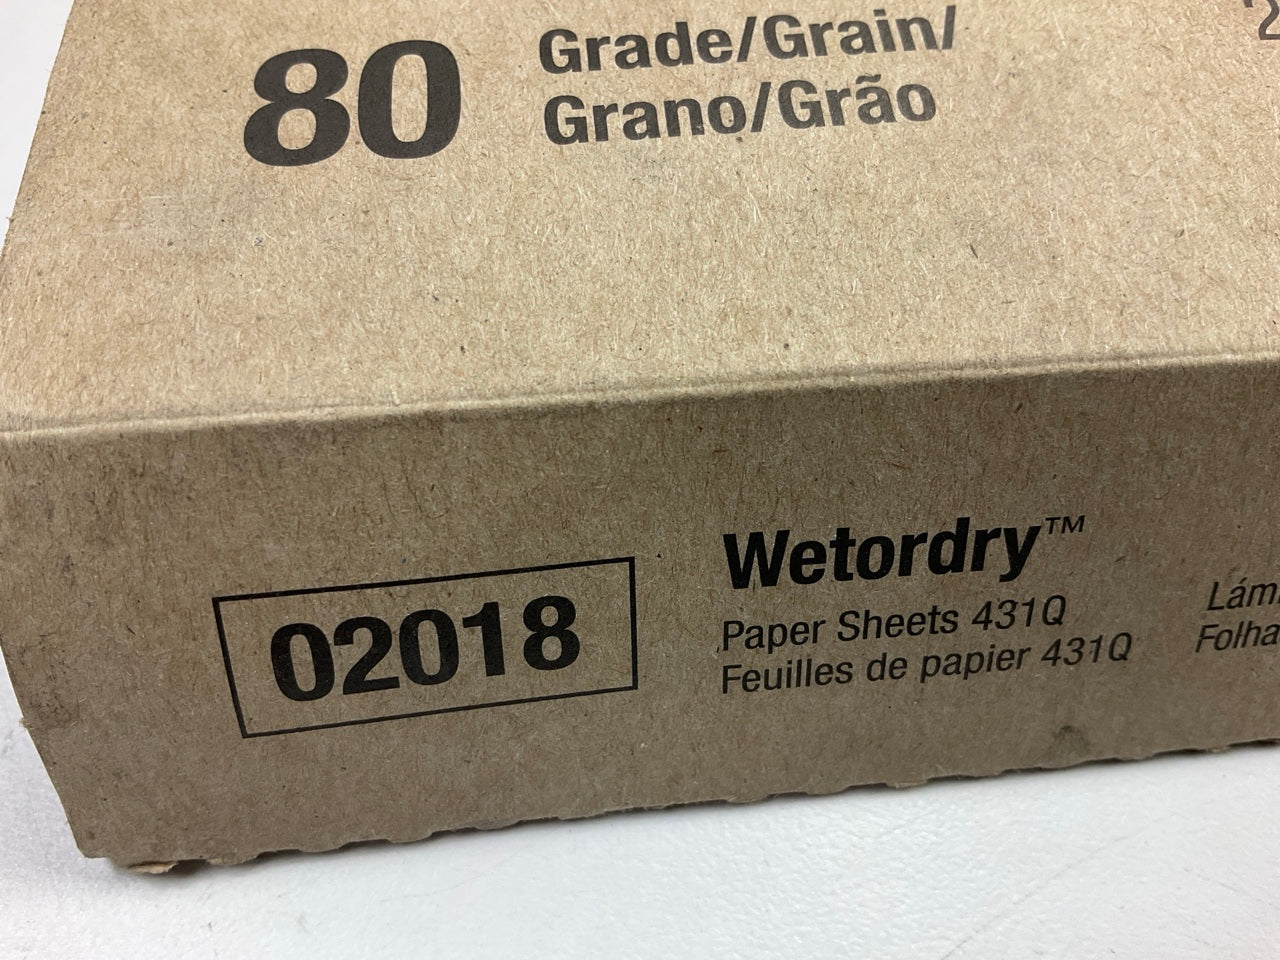 80
Grade/Grain/
Grano/Grão
02018
Wetordry™
Paper Sheets 431Q
Feuilles de papier 431Q